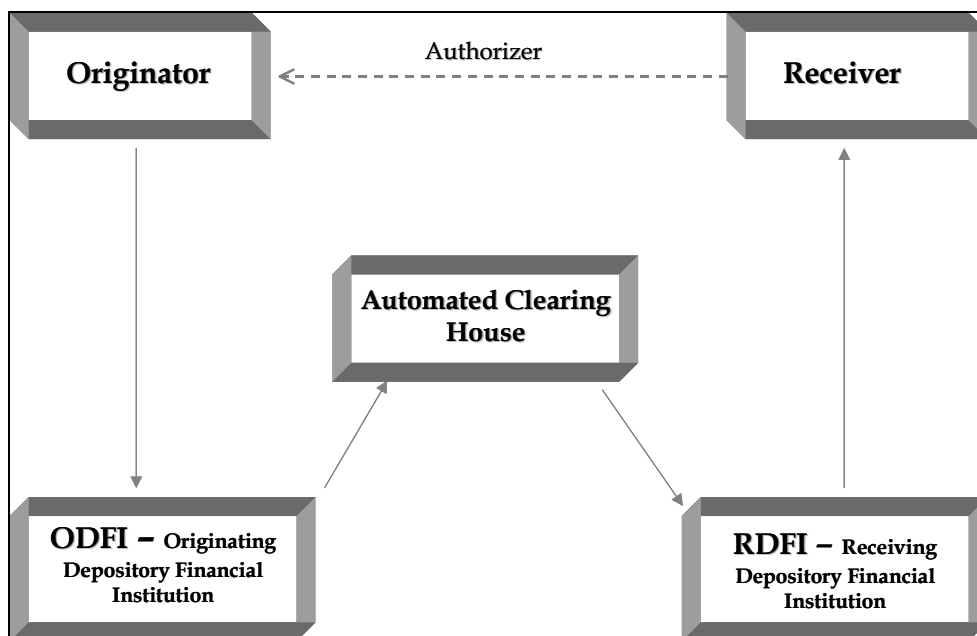 Originator
Authorizer
Receiver
Automated Clearing
House
ODFI – Originating
Depository Financial
Institution
RDFI – Receiving
Depository Financial
Institution